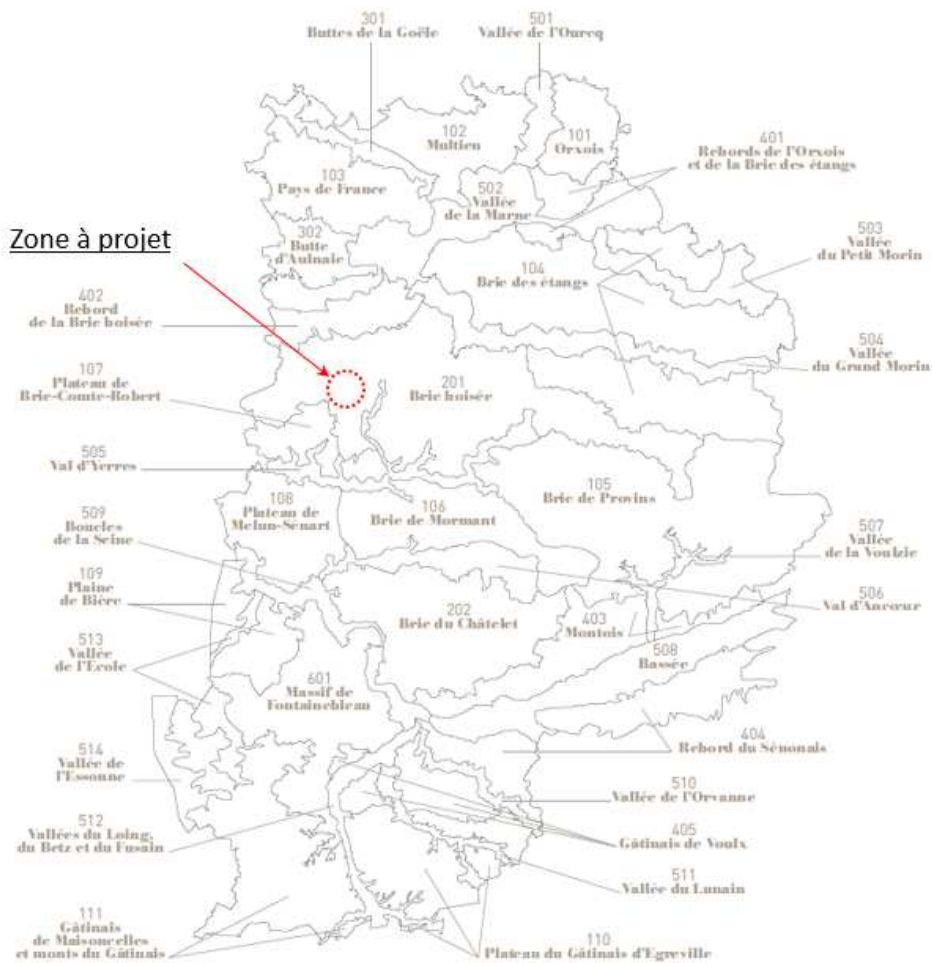 301
Buttes de la Goële
501
Vallée de l'Ourcq
102
Multien
101
Orxois
401
Rebords de l'Orxois
et de la Brie des étangs
103
Pays de France
502
Vallée
de la Marne
Zone à projet
302
Butte
d'Aulnaie
503
Vallée
du Petit Morin
104
Brie des étangs
402
Rebord
de la Brie boisée
504
Vallée
du Grand Morin
107
Plateau de
Brie-Comte-Robert
201
Brie boisée
505
Val d'Yerres
105
Brie de Provins
108
Plateau de
Melun-Sénart
106
Brie de Mormant
509
Boucles
de la Seine
507
Vallée
de la Voulzie
109
Plaine
de Bière
506
Val d'Ancœur
202
Brie du Châtelet
403
Montois
513
Vallée
de l'Ecole
508
Bassée
601
Massif de
Fontainebleau
404
Rebord du Sénonais
514
Vallée de
l'Essonne
510
Vallée de l'Orvanne
512
Vallées du Loing,
du Betz et du Fusain
405
Gâtinais de Voulx
511
Vallée du Lunain
111
Gâtinais
de Maisoncelles
et monts du Gâtinais
110
Plateau du Gâtinais d'Egreville